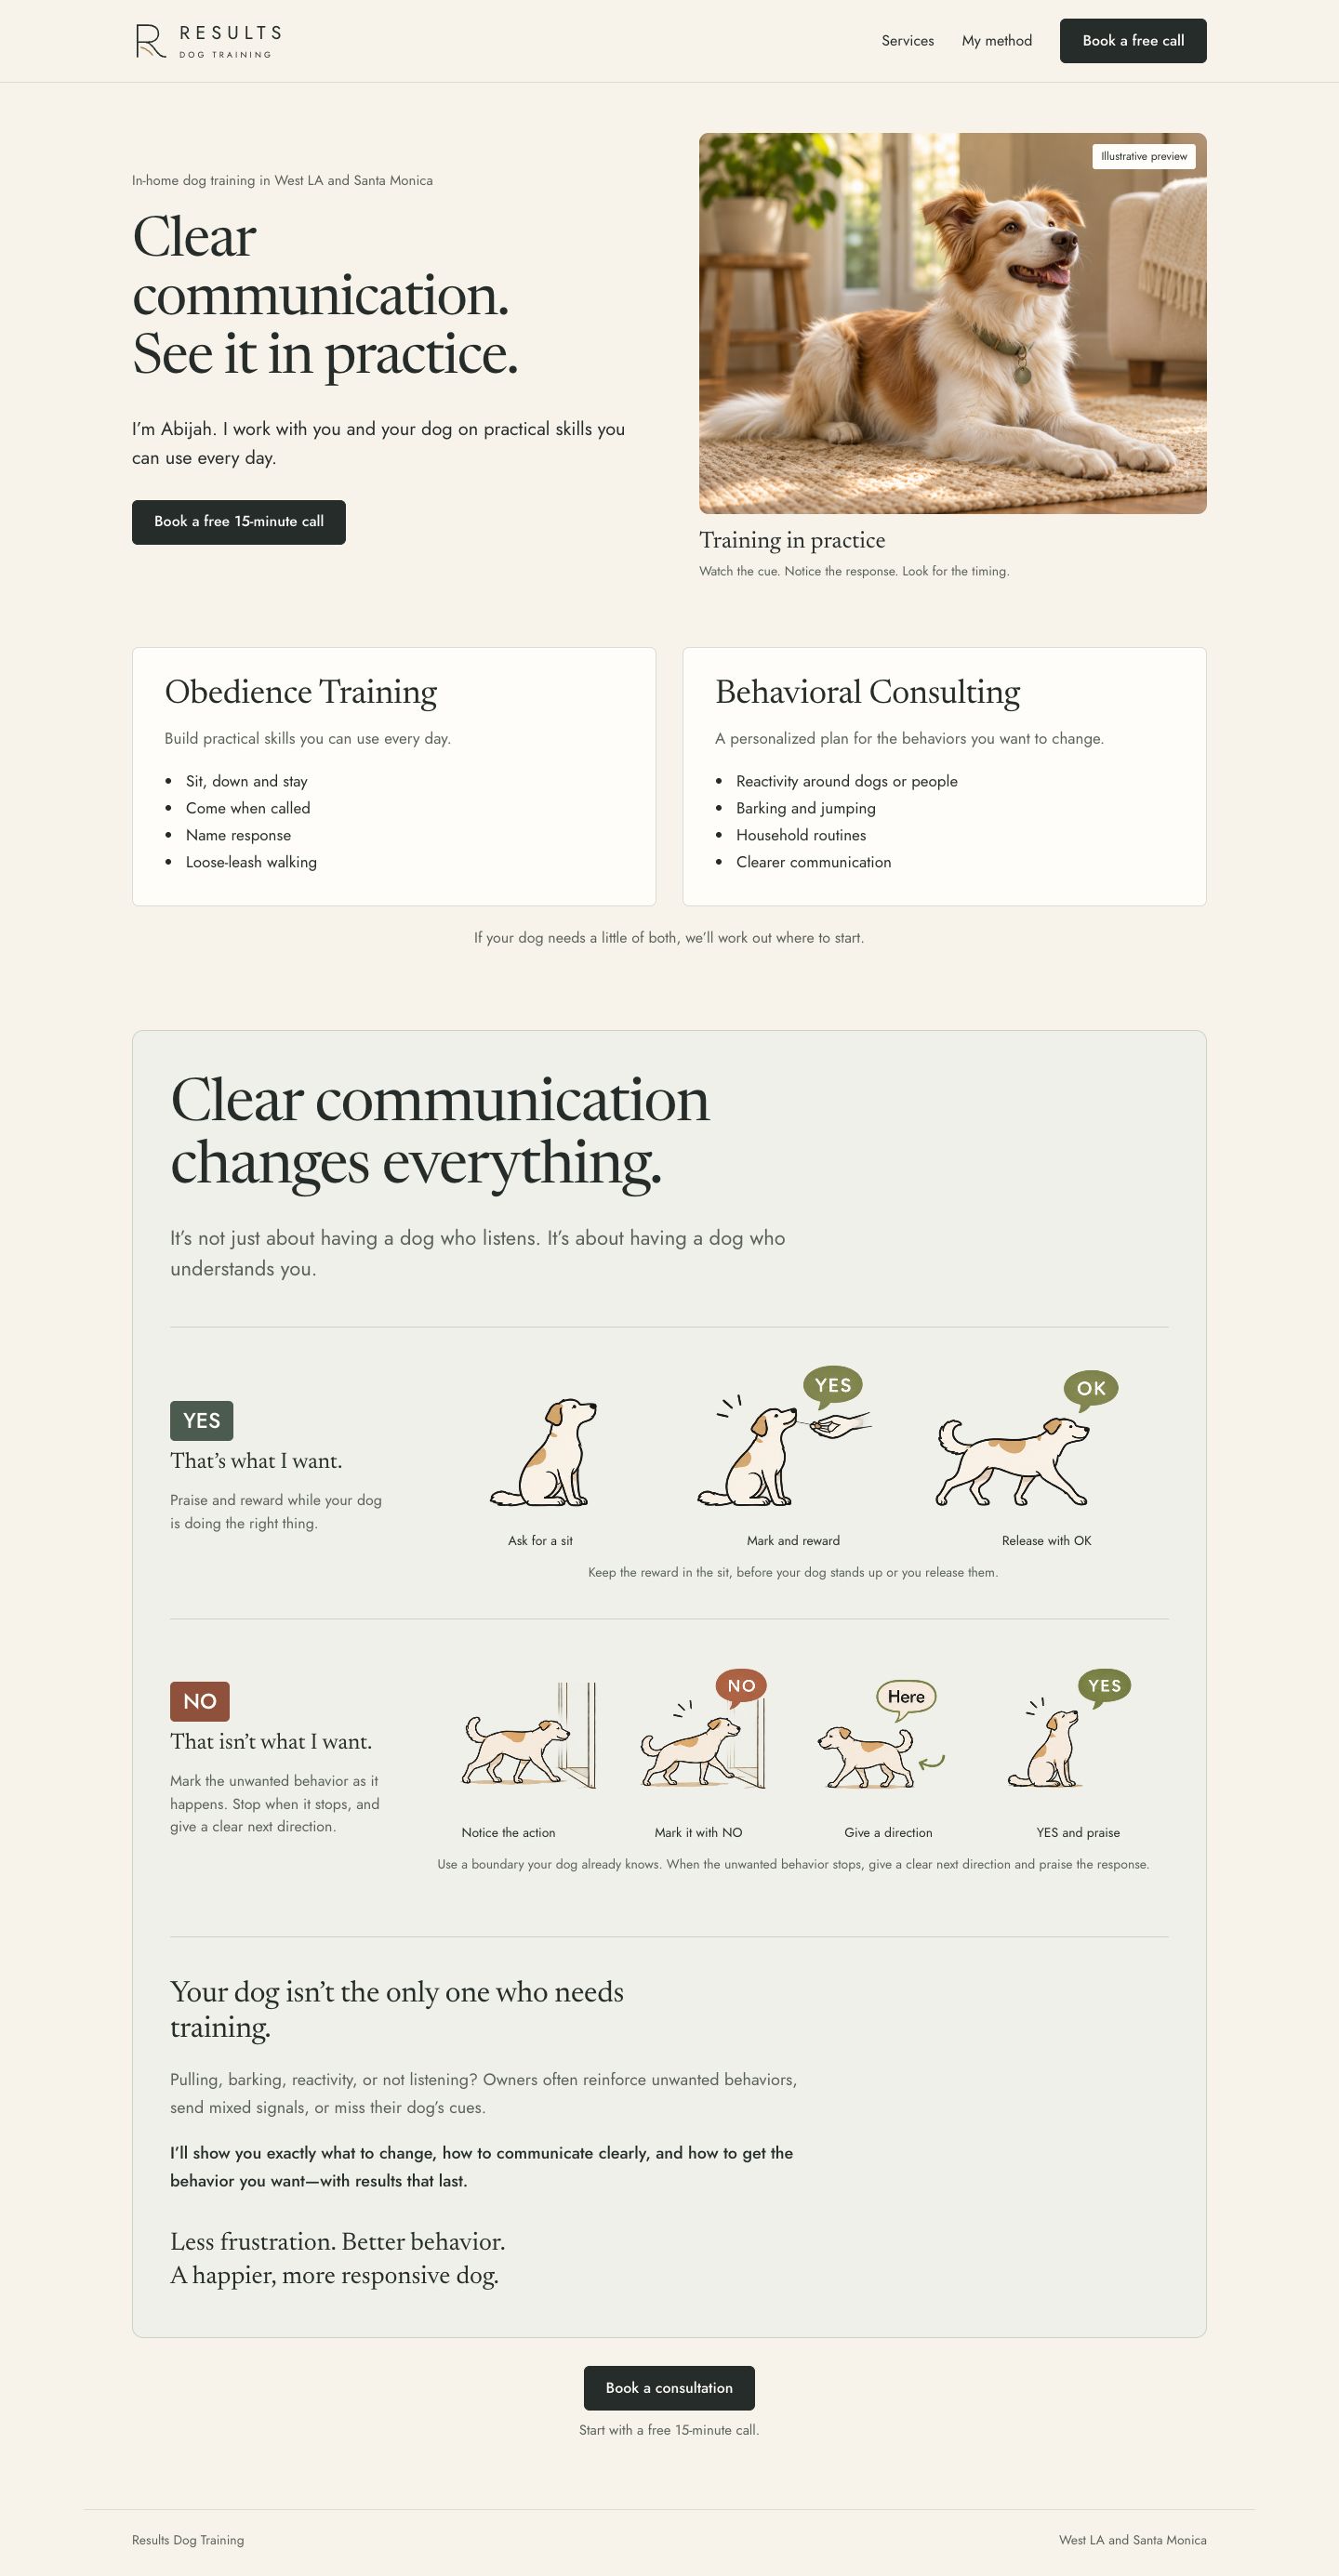 RESULTS
DOG TRAINING
Services
My method
Book a free call
In-home dog training in West LA and Santa Monica
Clear
communication.
See it in practice.
I’m Abijah. I work with you and your dog on practical skills you
can use every day.
Book a free 15-minute call
Illustrative preview
Training in practice
Watch the cue. Notice the response. Look for the timing.
Obedience Training
Build practical skills you can use every day.
• Sit, down and stay
• Come when called
• Name response
• Loose-leash walking
Behavioral Consulting
A personalized plan for the behaviors you want to change.
• Reactivity around dogs or people
• Barking and jumping
• Household routines
• Clearer communication
If your dog needs a little of both, we’ll work out where to start.
Clear communication
changes everything.
It’s not just about having a dog who listens. It’s about having a dog who
understands you.
YES
That’s what I want.
Praise and reward while your dog
is doing the right thing.
YES
OK
Ask for a sit
Mark and reward
Release with OK
Keep the reward in the sit, before your dog stands up or you release them.
NO
That isn’t what I want.
Mark the unwanted behavior as it
happens. Stop when it stops, and
give a clear next direction.
NO
Here
YES
Notice the action
Mark it with NO
Give a direction
YES and praise
Use a boundary your dog already knows. When the unwanted behavior stops, give a clear next direction and praise the response.
Your dog isn’t the only one who needs
training.
Pulling, barking, reactivity, or not listening? Owners often reinforce unwanted behaviors,
send mixed signals, or miss their dog’s cues.
I’ll show you exactly what to change, how to communicate clearly, and how to get the
behavior you want—with results that last.
Less frustration. Better behavior.
A happier, more responsive dog.
Book a consultation
Start with a free 15-minute call.
Results Dog Training
West LA and Santa Monica